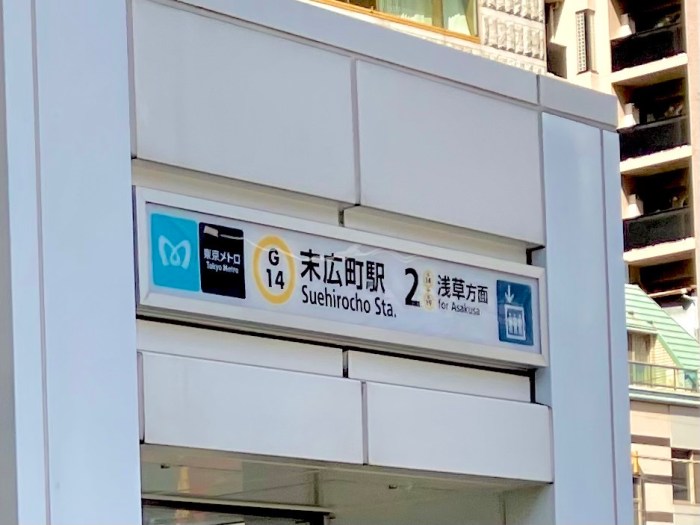 東京メトロ
Tokyo Metro
G
14
末広町駅
Suehirocho Sta.
2
浅草方面
for Asakusa